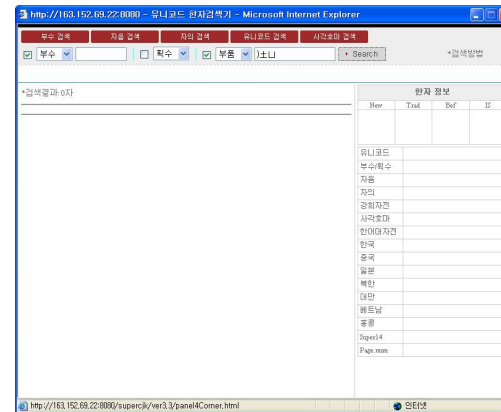 http://163.152.69.22:8080 - 유니코드 한자검색기 - Microsoft Internet Explorer
부수 검색 자음 검색 자의 검색 유니코드 검색 사각호마 검색
부수 획수 부품 )土凵 Search *검색방법
*검색결과: 0자
한자 정보
New Trad Bef IS
유니코드
부수/획수
자음
자의
강희자전
사각호마
한어대자전
한국
중국
일본
북한
대만
베트남
홍콩
Super14
Page.num
http://163.152.69.22:8080/supercjk/ver3.3/panel4Corner.html 인터넷